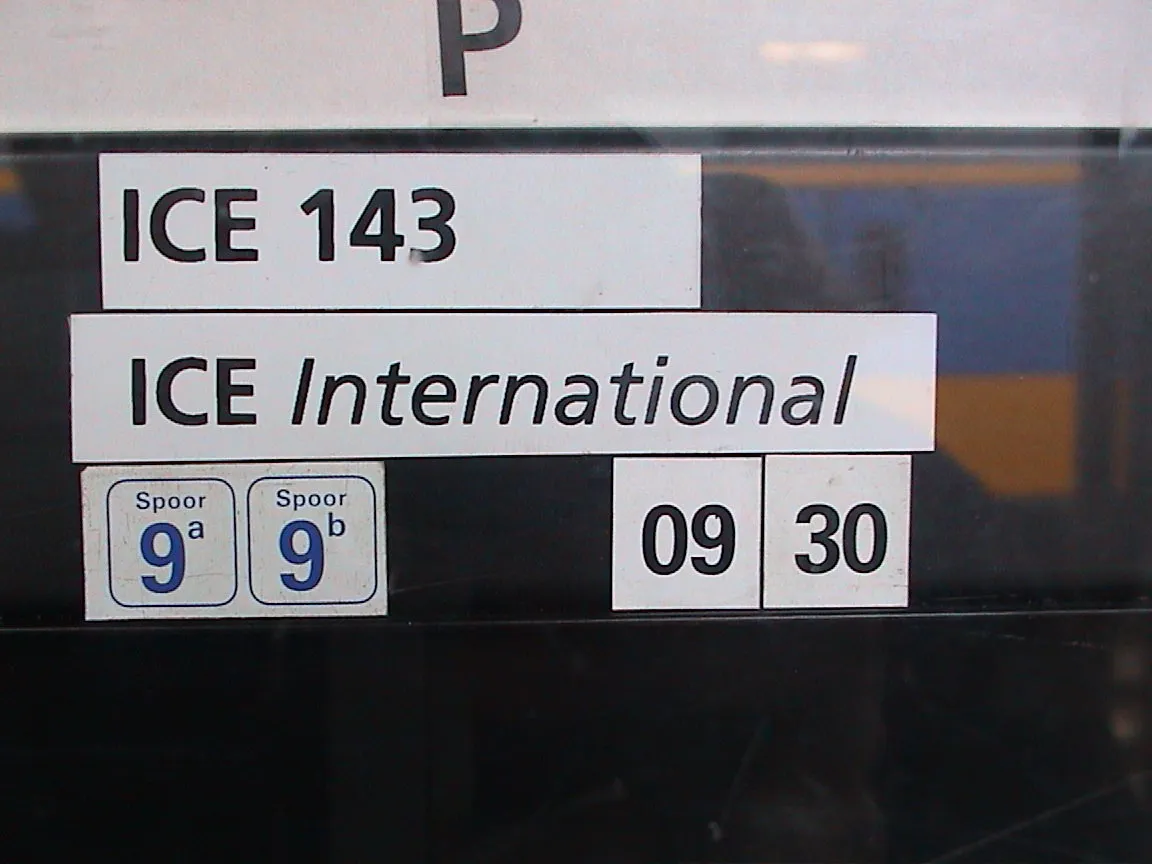 P
ICE 143
ICE International
Spoor 9a Spoor 9b 09 30